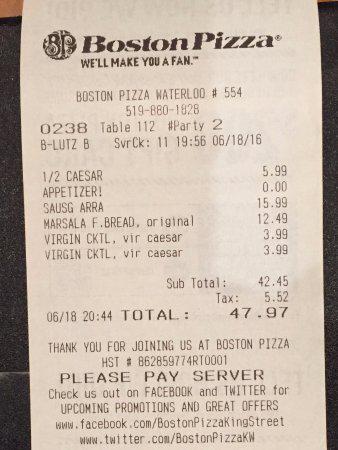 BP Boston Pizza®
WE'LL MAKE YOU A FAN.™
BOSTON PIZZA WATERLOO # 554
519-880-1828
0238 Table 112 #Party 2
B-LUTZ B SvrCk: 11 19:56 06/18/16
1/2 CAESAR 5.99
APPETIZER! 0.00
SAUSG ARRA 15.99
MARSALA F.BREAD, original 12.49
VIRGIN CKTL, vir caesar 3.99
VIRGIN CKTL, vir caesar 3.99
Sub Total: 42.45
Tax: 5.52
06/18 20:44 TOTAL: 47.97
THANK YOU FOR JOINING US AT BOSTON PIZZA
HST # 862859774RT0001
PLEASE PAY SERVER
Check us out on FACEBOOK and TWITTER for
UPCOMING PROMOTIONS AND GREAT OFFERS
www.facebook.com/BostonPizzaKingStreet
www.twitter.com/BostonPizzaKW